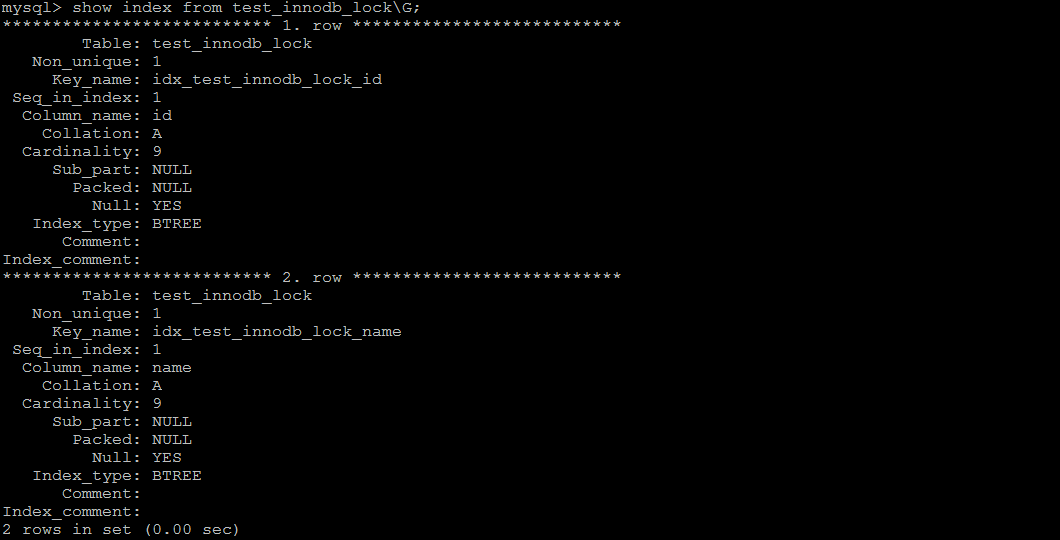 mysql> show index from test_innodb_lock\G;
*************************** 1. row ***************************
        Table: test_innodb_lock
   Non_unique: 1
     Key_name: idx_test_innodb_lock_id
 Seq_in_index: 1
  Column_name: id
    Collation: A
  Cardinality: 9
     Sub_part: NULL
       Packed: NULL
         Null: YES
   Index_type: BTREE
      Comment:
Index_comment:
*************************** 2. row ***************************
        Table: test_innodb_lock
   Non_unique: 1
     Key_name: idx_test_innodb_lock_name
 Seq_in_index: 1
  Column_name: name
    Collation: A
  Cardinality: 9
     Sub_part: NULL
       Packed: NULL
         Null: YES
   Index_type: BTREE
      Comment:
Index_comment:
2 rows in set (0.00 sec)